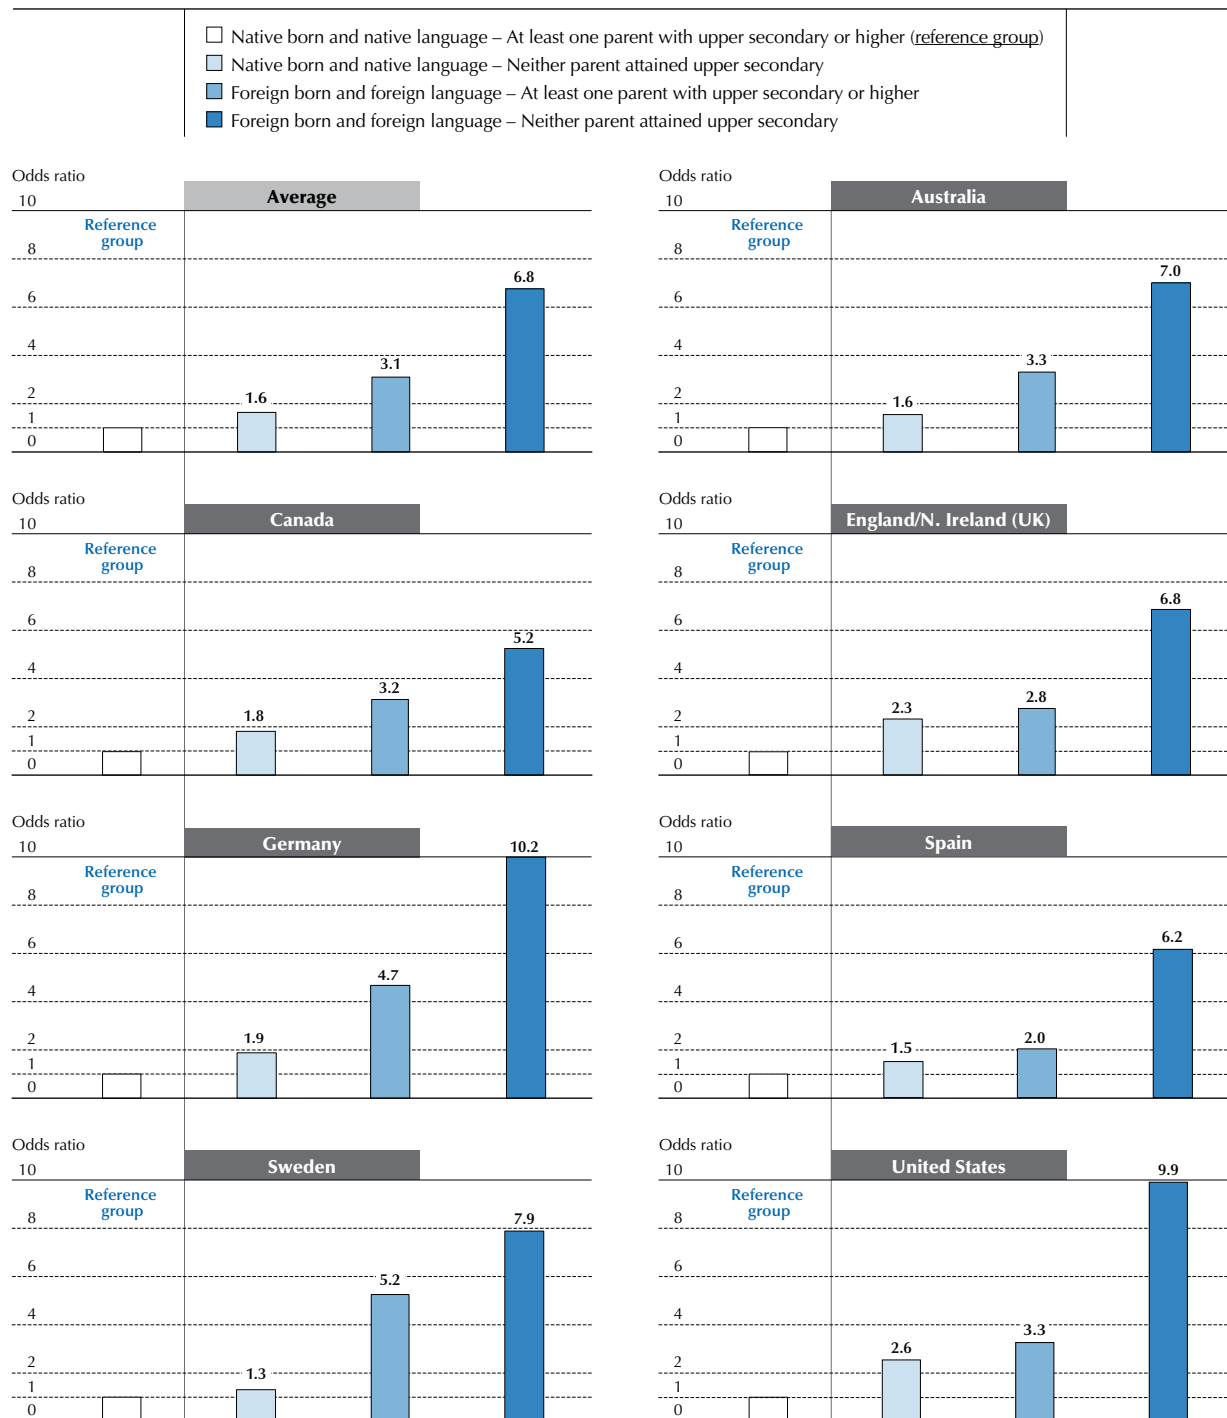 Native born and native language – At least one parent with upper secondary or higher (reference group)
Native born and native language – Neither parent attained upper secondary
Foreign born and foreign language – At least one parent with upper secondary or higher
Foreign born and foreign language – Neither parent attained upper secondary
Odds ratio
Average
10
Reference group
8
6
4
2
1
0
1.6
3.1
6.8
Odds ratio
Australia
10
Reference group
8
6
4
2
1
0
1.6
3.3
7.0
Odds ratio
Canada
10
Reference group
8
6
4
2
1
0
1.8
3.2
5.2
Odds ratio
England/N. Ireland (UK)
10
Reference group
8
6
4
2
1
0
2.3
2.8
6.8
Odds ratio
Germany
10
Reference group
8
6
4
2
1
0
1.9
4.7
10.2
Odds ratio
Spain
10
Reference group
8
6
4
2
1
0
1.5
2.0
6.2
Odds ratio
Sweden
10
Reference group
8
6
4
2
1
0
1.3
5.2
7.9
Odds ratio
United States
10
Reference group
8
6
4
2
1
0
2.6
3.3
9.9